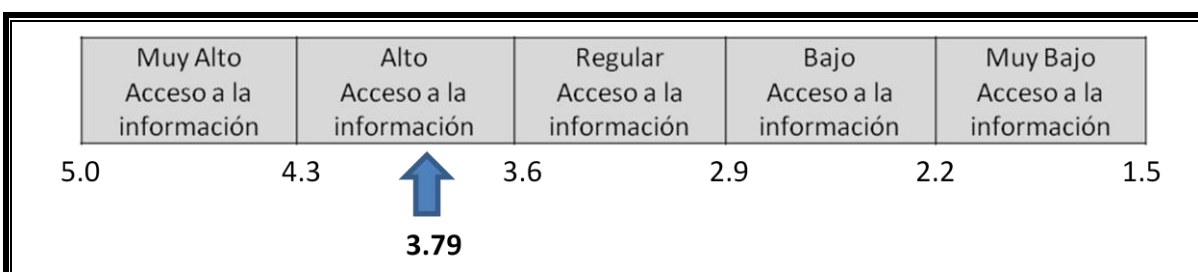 Muy Alto Alto Regular Bajo Muy Bajo
Acceso a la Acceso a la Acceso a la Acceso a la Acceso a la
información información información información información
5.0 4.3 3.6 2.9 2.2 1.5
3.79